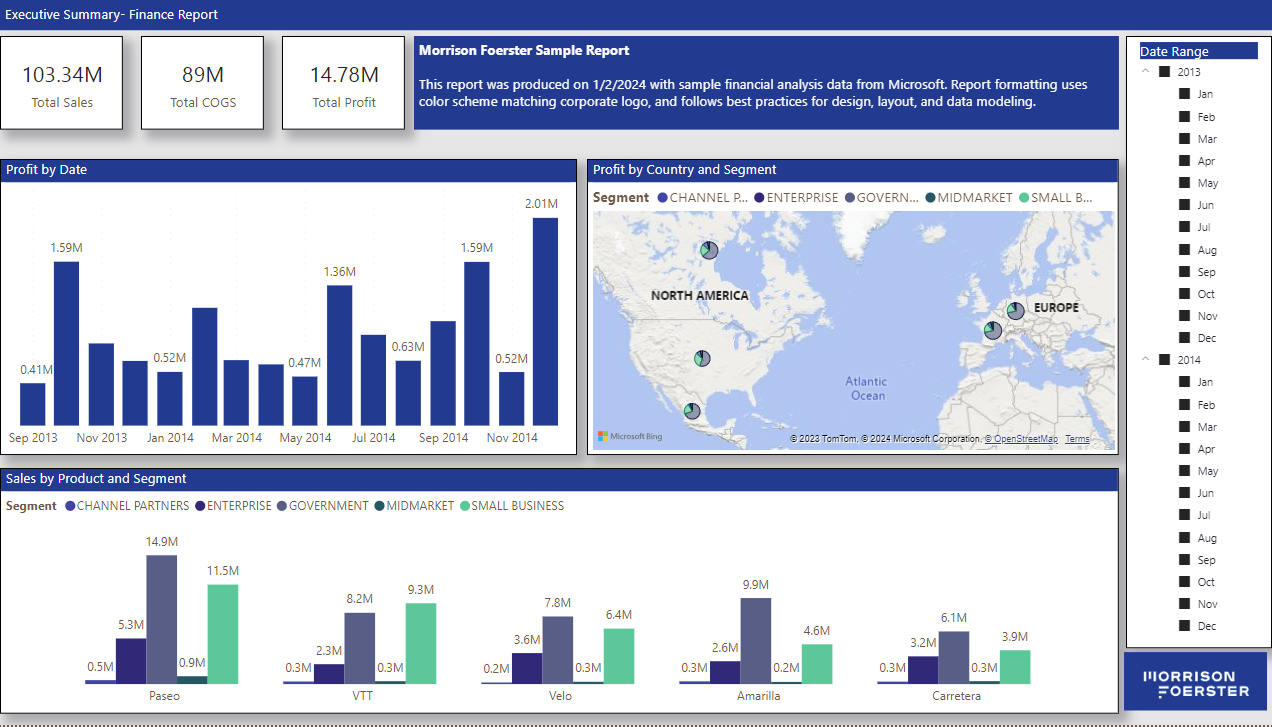 Executive Summary- Finance Report
103.34M
Total Sales
89M
Total COGS
14.78M
Total Profit
Morrison Foerster Sample Report
This report was produced on 1/2/2024 with sample financial analysis data from Microsoft. Report formatting uses
color scheme matching corporate logo, and follows best practices for design, layout, and data modeling.
Profit by Date
2.01M
1.59M
1.59M
1.36M
0.63M
0.52M
0.52M
0.47M
0.41M
Sep 2013 Nov 2013 Jan 2014 Mar 2014 May 2014 Jul 2014 Sep 2014 Nov 2014
Profit by Country and Segment
Segment CHANNEL P... ENTERPRISE GOVERN... MIDMARKET SMALL B...
NORTH AMERICA
EUROPE
Atlantic
Ocean
Microsoft Bing
© 2023 TomTom, © 2024 Microsoft Corporation, © OpenStreetMap Terms
Sales by Product and Segment
Segment CHANNEL PARTNERS ENTERPRISE GOVERNMENT MIDMARKET SMALL BUSINESS
0.5M 5.3M 14.9M 0.9M 11.5M
Paseo
0.3M 2.3M 8.2M 0.3M 9.3M
VTT
0.2M 3.6M 7.8M 0.3M 6.4M
Velo
0.3M 2.6M 9.9M 0.2M 4.6M
Amarilla
0.3M 3.2M 6.1M 0.3M 3.9M
Carretera
Date Range
2013
Jan
Feb
Mar
Apr
May
Jun
Jul
Aug
Sep
Oct
Nov
Dec
2014
Jan
Feb
Mar
Apr
May
Jun
Jul
Aug
Sep
Oct
Nov
Dec
MORRISON
FOERSTER